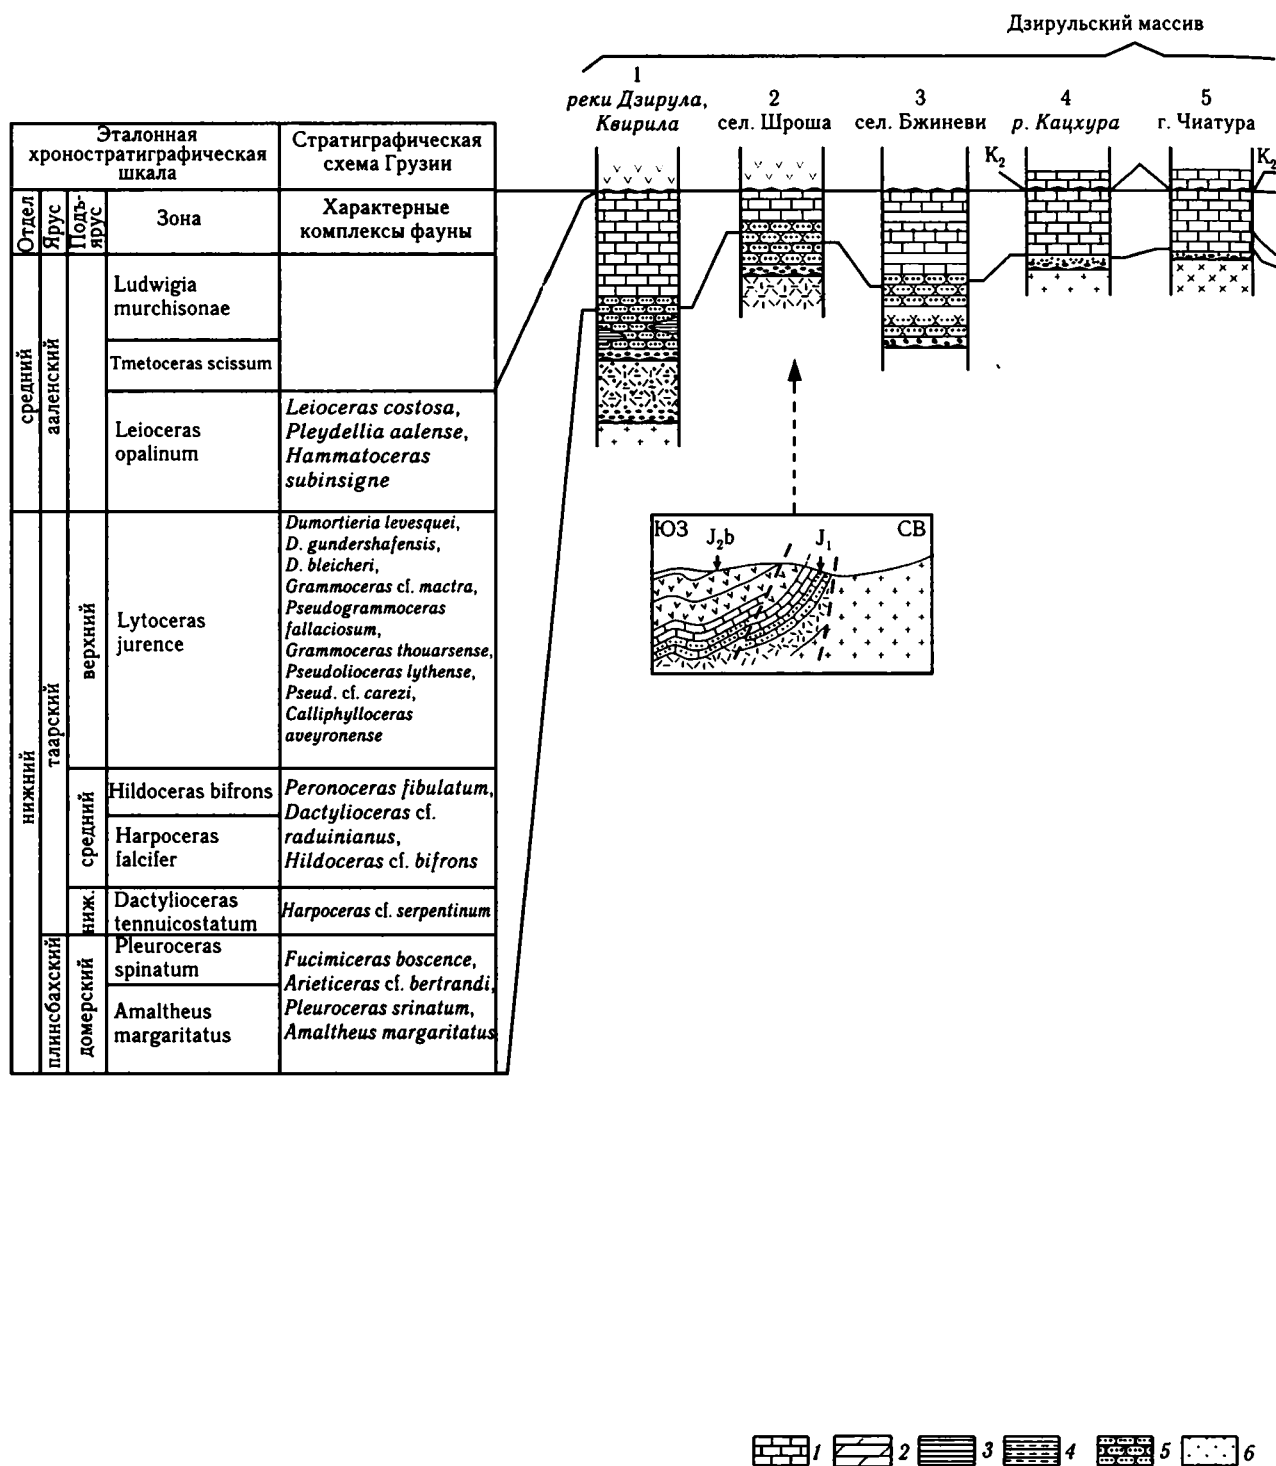 Дзирульский массив
1
реки Дзирула,
Квирила
2
сел. Шроша
3
сел. Бжиневи
4
р. Кацхура
5
г. Чиатура
K2
K2
Эталонная
хроностратиграфическая
шкала
Стратиграфическая
схема Грузии
Отдел
Ярус
Подъ-
ярус
Зона
Характерные
комплексы фауны
средний
ааленский
Ludwigia
murchisonae
Tmetoceras scissum
Leioceras
opalinum
Leioceras costosa,
Pleydellia aalense,
Hammatoceras
subinsigne
нижний
таарский
верхний
Lytoceras
jurence
Dumortieria levesquei,
D. gundershafensis,
D. bleicheri,
Grammoceras cf. mactra,
Pseudogrammoceras
fallaciosum,
Grammoceras thouarsense,
Pseudolioceras lythense,
Pseud. cf. carezi,
Calliphylloceras
aveyronense
средний
Hildoceras bifrons
Harpoceras
falcifer
Peronoceras fibulatum,
Dactylioceras cf.
raduinianus,
Hildoceras cf. bifrons
ниж.
Dactylioceras
tennuicostatum
Harpoceras cf. serpentinum
плинсбахский
домерский
Pleuroceras
spinatum
Amaltheus
margaritatus
Fucimiceras boscence,
Arieticeras cf. bertrandi,
Pleuroceras srinatum,
Amaltheus margaritatus
ЮЗ
J2b
J1
СВ
1
2
3
4
5
6